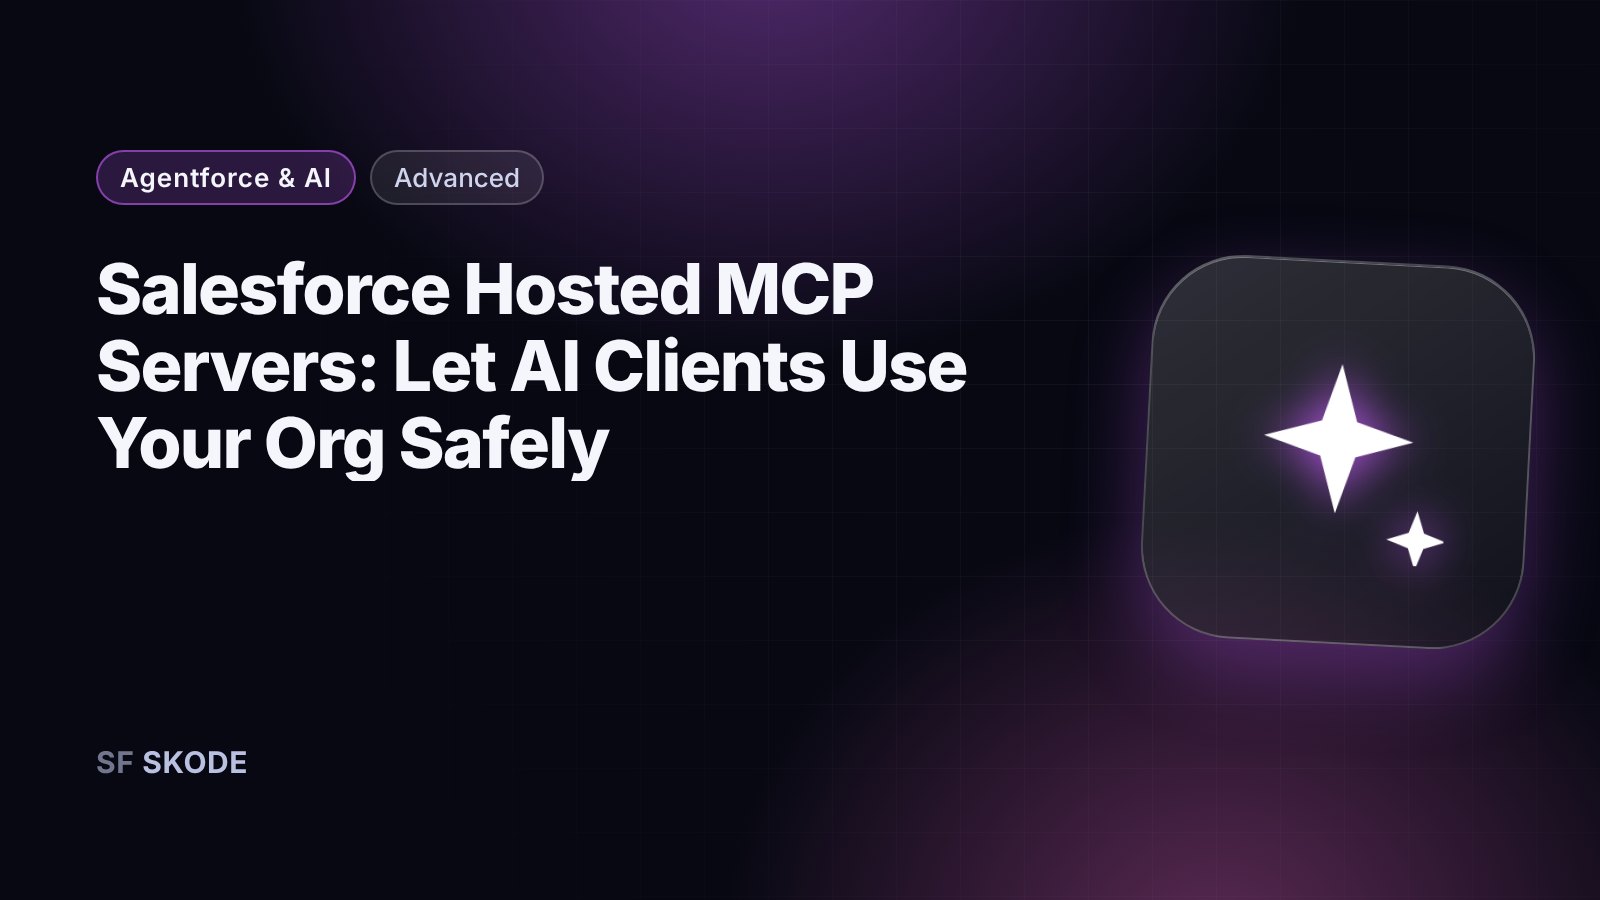 Agentforce & AI
Advanced
Salesforce Hosted MCP
Servers: Let AI Clients Use
Your Org Safely
SF SKODE